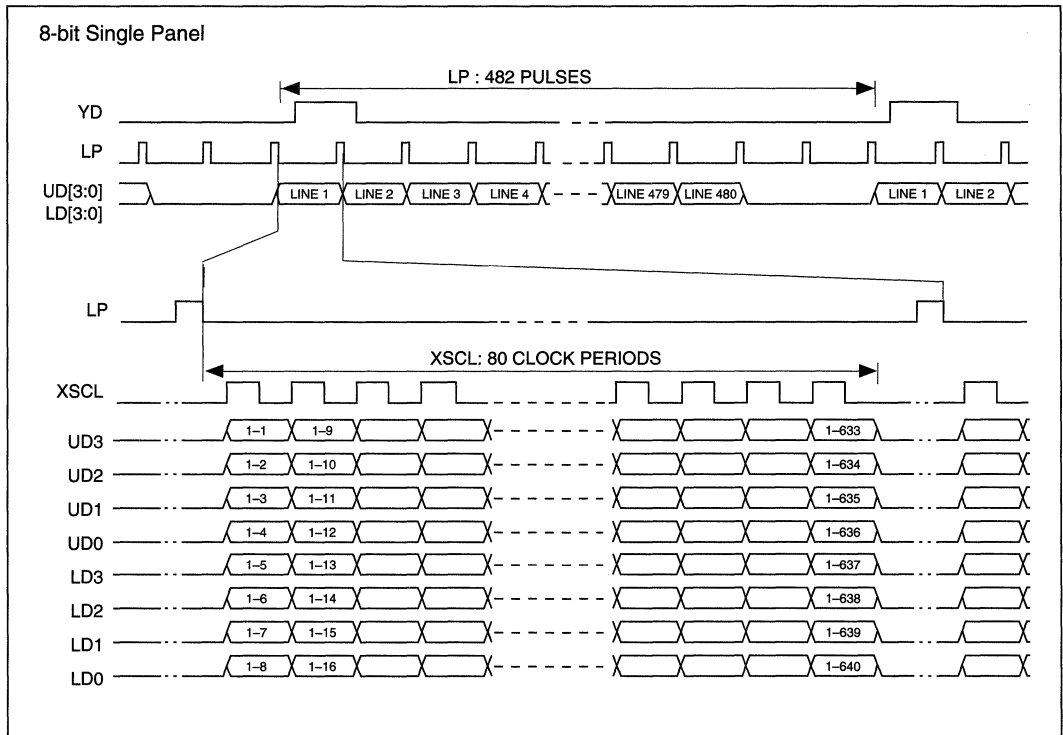 8-bit Single Panel
LP : 482 PULSES
YD
LP
UD[3:0]
LD[3:0]
LINE 1 LINE 2 LINE 3 LINE 4 LINE 479 LINE 480 LINE 1 LINE 2
LP
XSCL: 80 CLOCK PERIODS
XSCL
UD3 1–1 1–9 1–633
UD2 1–2 1–10 1–634
UD1 1–3 1–11 1–635
UD0 1–4 1–12 1–636
LD3 1–5 1–13 1–637
LD2 1–6 1–14 1–638
LD1 1–7 1–15 1–639
LD0 1–8 1–16 1–640